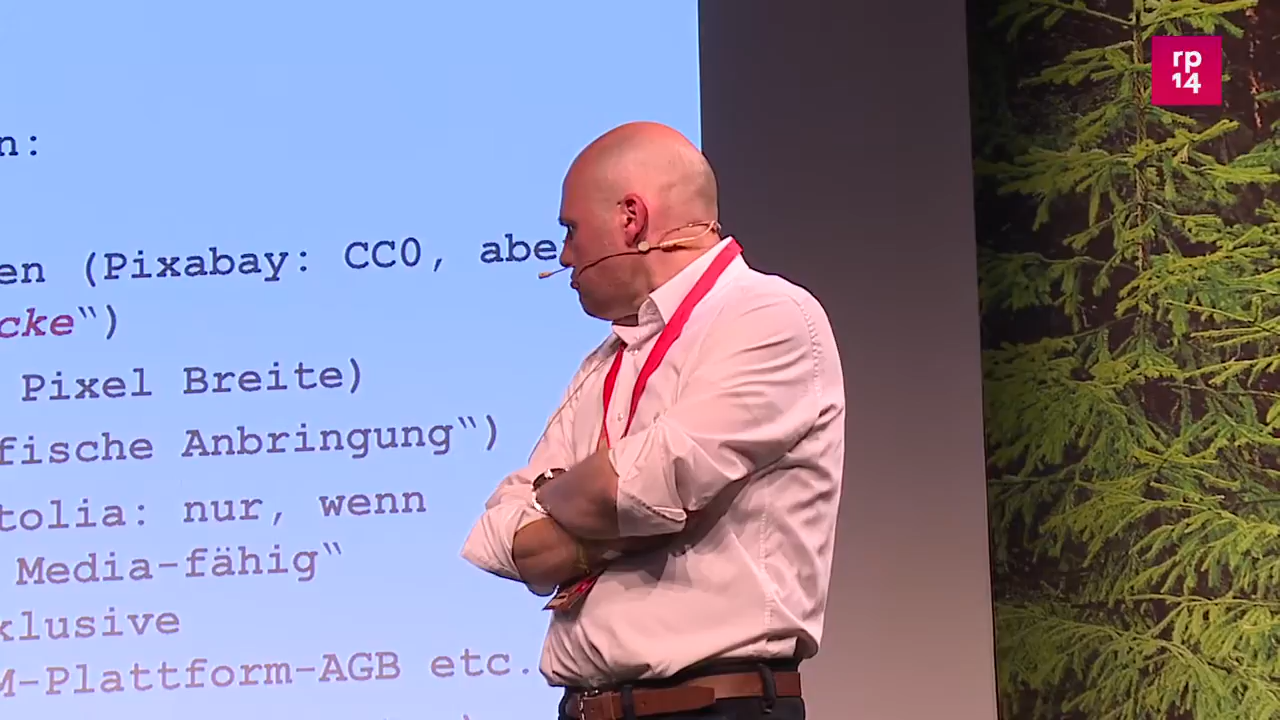 rp
14
n:
en (Pixabay: CC0, abe
cke“)
Pixel Breite)
fische Anbringung“)
tolia: nur, wenn
Media-fähig“
klusive
M-Plattform-AGB etc.